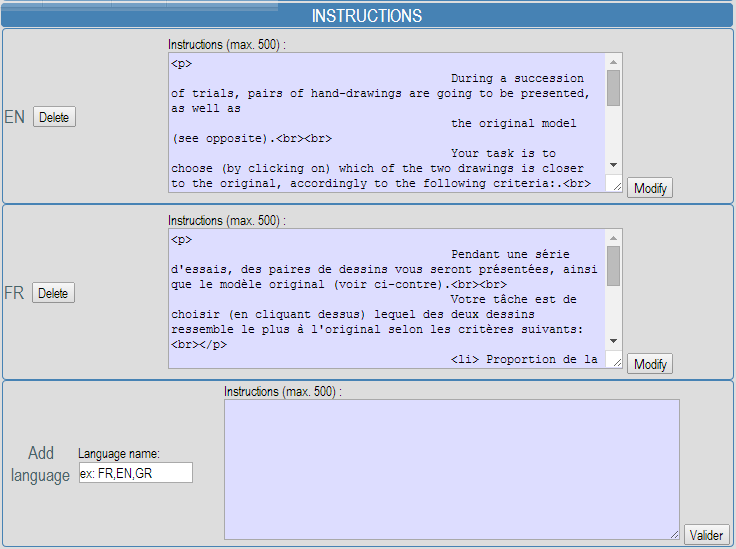 INSTRUCTIONS
Instructions (max. 500) :
<p>
During a succession
of trials, pairs of hand-drawings are going to be presented,
as well as
the original model
(see opposite).<br><br>
Your task is to
choose (by clicking on) which of the two drawings is closer
to the original, accordingly to the following criteria:.<br>
EN Delete
Modify
Instructions (max. 500) :
<p>
Pendant une série
d'essais, des paires de dessins vous seront présentées, ainsi
que le modèle original (voir ci-contre).<br><br>
Votre tâche est de
choisir (en cliquant dessus) lequel des deux dessins
ressemble le plus à l'original selon les critères suivants:
<br></p>
<li> Proportion de la
FR Delete
Modify
Instructions (max. 500) :
Add
language
Language name:
ex: FR,EN,GR
Valider